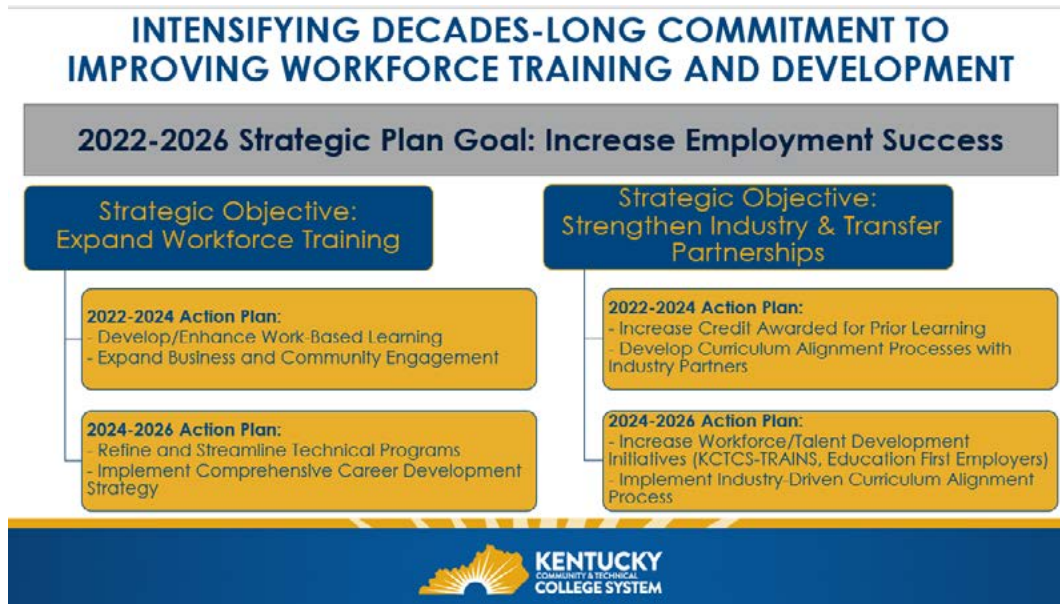 INTENSIFYING DECADES-LONG COMMITMENT TO
IMPROVING WORKFORCE TRAINING AND DEVELOPMENT
2022-2026 Strategic Plan Goal: Increase Employment Success
Strategic Objective:
Expand Workforce Training
2022-2024 Action Plan:
- Develop/Enhance Work-Based Learning
- Expand Business and Community Engagement
2024-2026 Action Plan:
- Refine and Streamline Technical Programs
- Implement Comprehensive Career Development
Strategy
Strategic Objective:
Strengthen Industry & Transfer
Partnerships
2022-2024 Action Plan:
- Increase Credit Awarded for Prior Learning
- Develop Curriculum Alignment Processes with
Industry Partners
2024-2026 Action Plan:
- Increase Workforce/Talent Development
Initiatives (KCTCS-TRAINS, Education First Employers)
- Implement Industry-Driven Curriculum Alignment
Process
KENTUCKY
COMMUNITY & TECHNICAL
COLLEGE SYSTEM